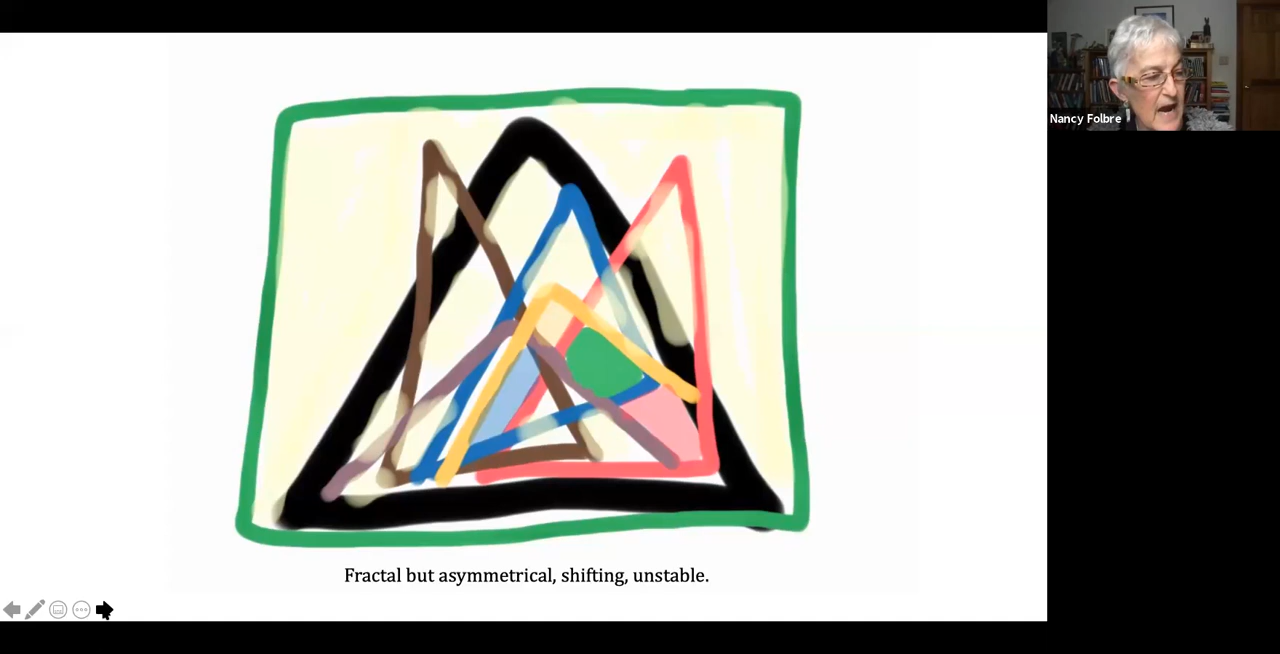 Nancy Folbre
Fractal but asymmetrical, shifting, unstable.